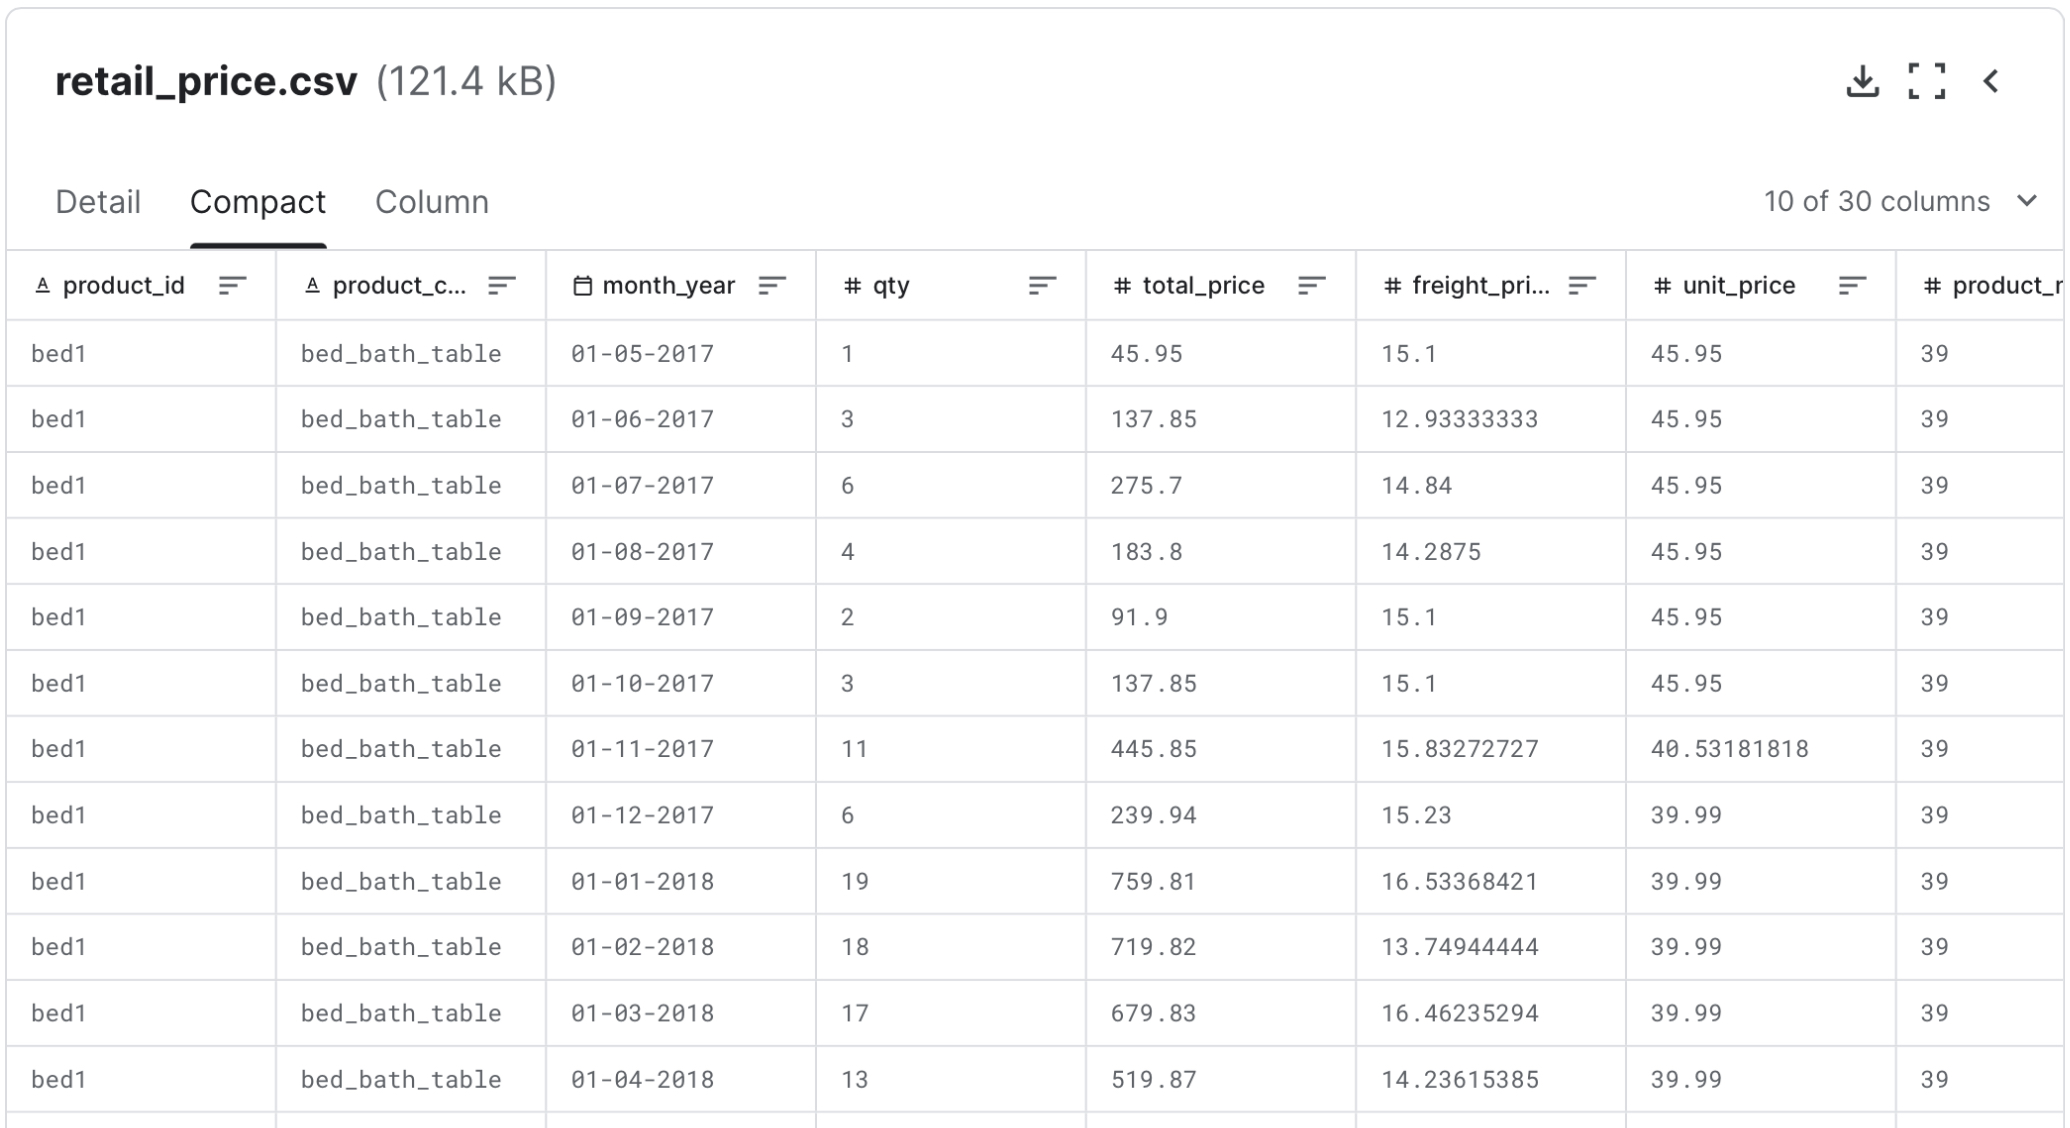 retail_price.csv (121.4 kB)
Detail Compact Column 10 of 30 columns
product_id product_c... month_year # qty # total_price # freight_pri... # unit_price # product_r
bed1 bed_bath_table 01-05-2017 1 45.95 15.1 45.95 39
bed1 bed_bath_table 01-06-2017 3 137.85 12.93333333 45.95 39
bed1 bed_bath_table 01-07-2017 6 275.7 14.84 45.95 39
bed1 bed_bath_table 01-08-2017 4 183.8 14.2875 45.95 39
bed1 bed_bath_table 01-09-2017 2 91.9 15.1 45.95 39
bed1 bed_bath_table 01-10-2017 3 137.85 15.1 45.95 39
bed1 bed_bath_table 01-11-2017 11 445.85 15.83272727 40.53181818 39
bed1 bed_bath_table 01-12-2017 6 239.94 15.23 39.99 39
bed1 bed_bath_table 01-01-2018 19 759.81 16.53368421 39.99 39
bed1 bed_bath_table 01-02-2018 18 719.82 13.74944444 39.99 39
bed1 bed_bath_table 01-03-2018 17 679.83 16.46235294 39.99 39
bed1 bed_bath_table 01-04-2018 13 519.87 14.23615385 39.99 39